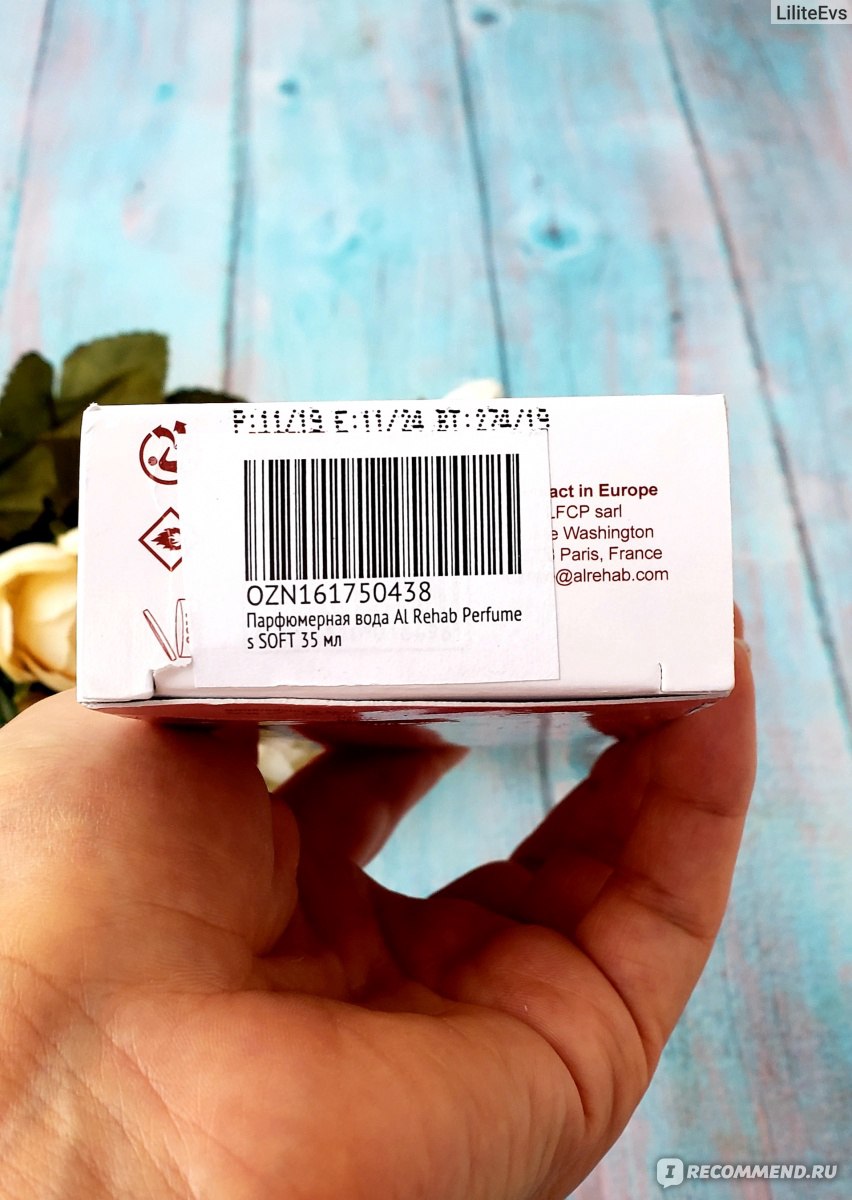 LiliteEvs
P:11/19 E:11/24 BT:274/19
act in Europe
FCP sarl
Washington
Paris, France
@alrehab.com
OZN161750438
Парфюмерная вода Al Rehab Perfume
s SOFT 35 мл
I RECOMMEND.RU